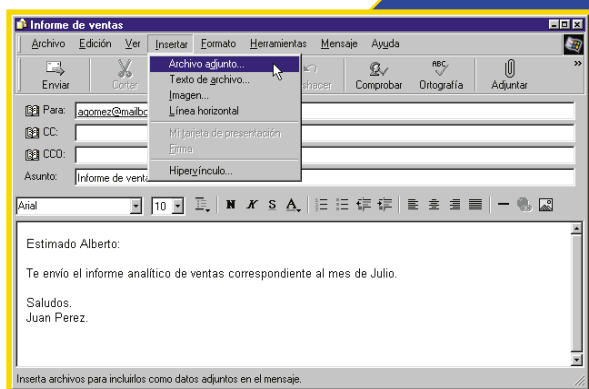 Informe de ventas
Archivo Edición Ver Insertar Formato Herramientas Mensaje Ayuda
Enviar Cortar Comprobar Ortografía Adjuntar
Archivo adjunto...
Texto de archivo...
Imagen...
Línea horizontal
Mi tarjeta de presentación
Firma
Hipervínculo...
Para:
CC:
CCO:
Asunto: Informe de
Arial 10 N K S A
Estimado Alberto:
Te envío el informe analítico de ventas correspondiente al mes de Julio.
Saludos.
Juan Perez.
Inserta archivos para incluirlos como datos adjuntos en el mensaje.